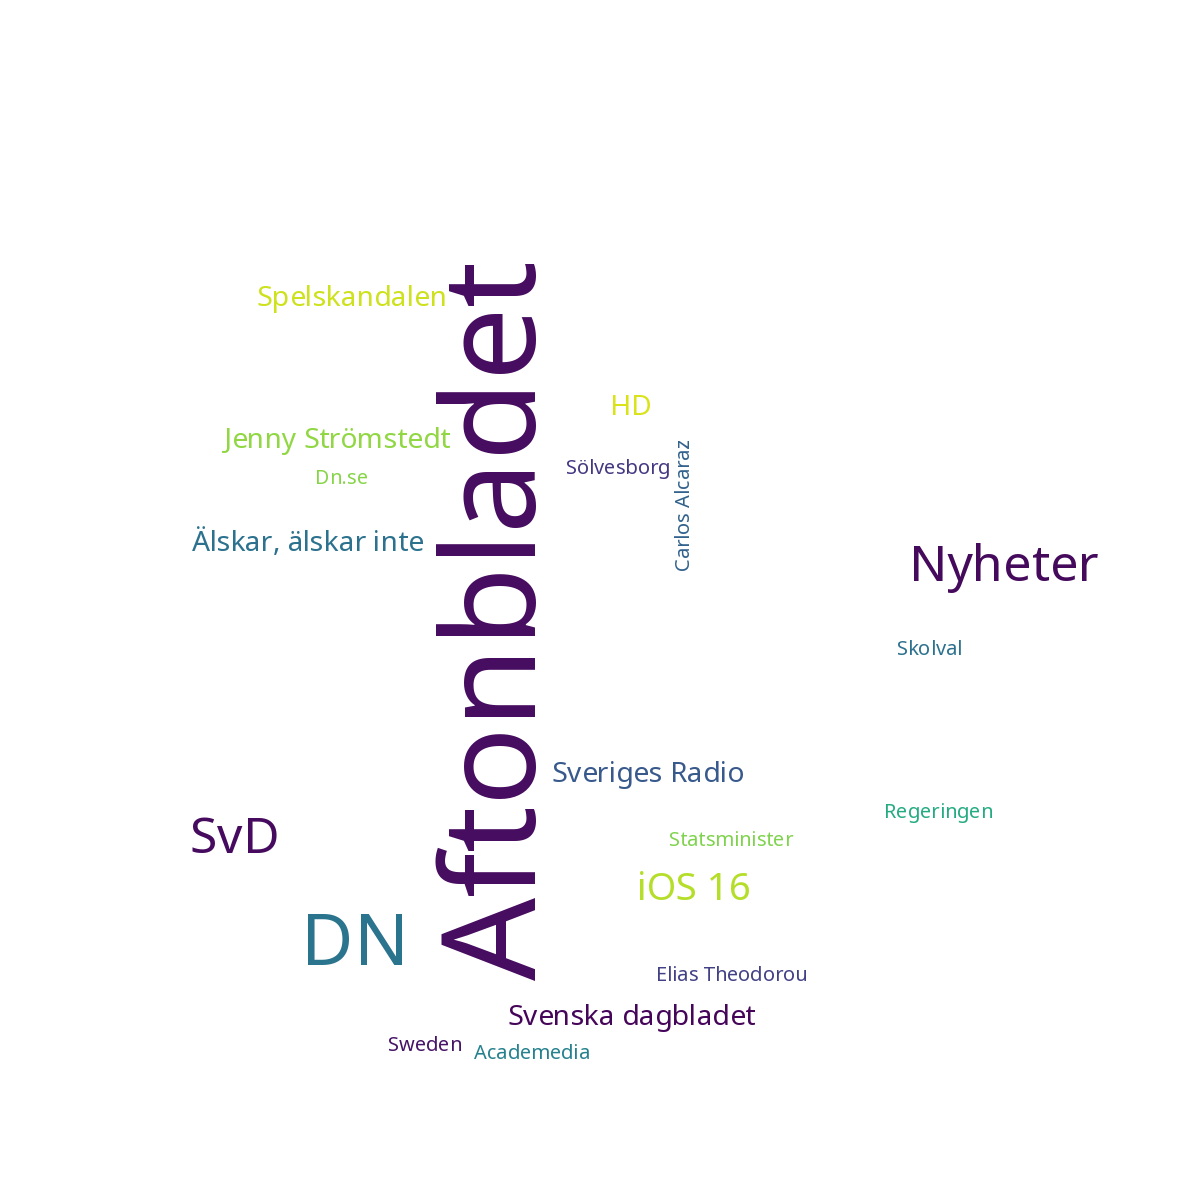 Spelskandalen
Aftonbladet
HD
Jenny Strömstedt
Sölvesborg
Carlos Alcaraz
Dn.se
Älskar, älskar inte
Nyheter
Skolval
Sveriges Radio
Regeringen
SvD
Statsminister
iOS 16
DN
Elias Theodorou
Svenska dagbladet
Sweden
Academedia